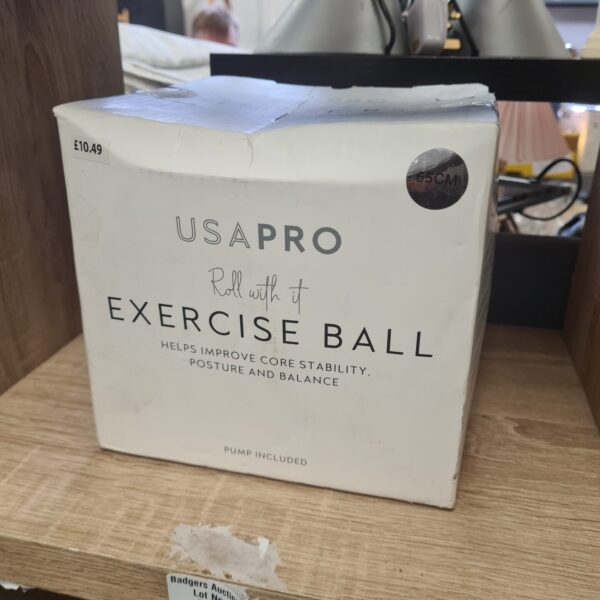 £10.49
65CM
USAPRO
Roll with it
EXERCISE BALL
HELPS IMPROVE CORE STABILITY,
POSTURE AND BALANCE
PUMP INCLUDED
Badgers
Lot